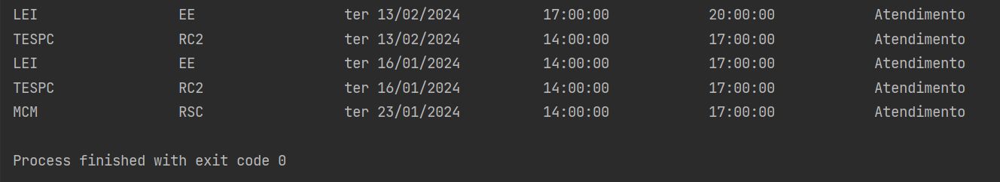 LEI EE ter 13/02/2024 17:00:00 20:00:00 Atendimento
TESPC RC2 ter 13/02/2024 14:00:00 17:00:00 Atendimento
LEI EE ter 16/01/2024 14:00:00 17:00:00 Atendimento
TESPC RC2 ter 16/01/2024 14:00:00 17:00:00 Atendimento
MCM RSC ter 23/01/2024 14:00:00 17:00:00 Atendimento
Process finished with exit code 0